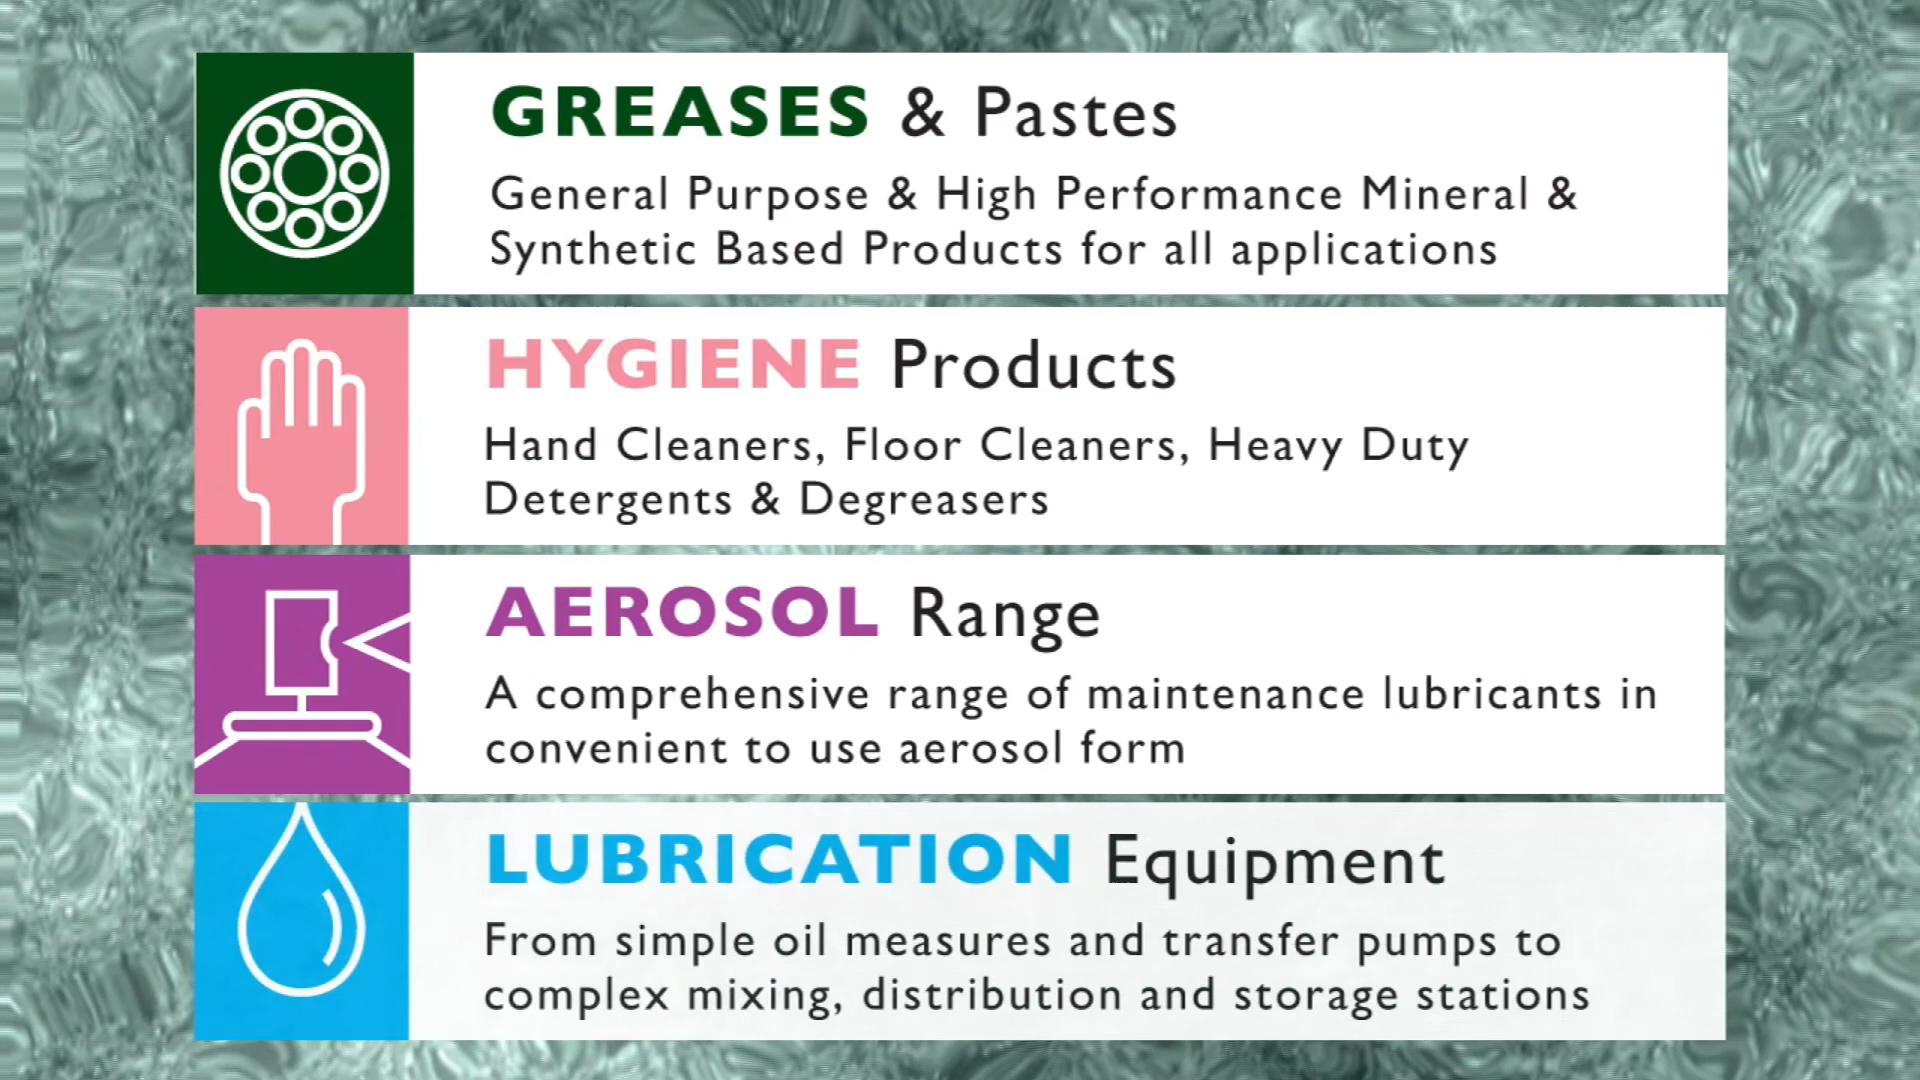 GREASES & Pastes
General Purpose & High Performance Mineral &
Synthetic Based Products for all applications
HYGIENE Products
Hand Cleaners, Floor Cleaners, Heavy Duty
Detergents & Degreasers
AEROSOL Range
A comprehensive range of maintenance lubricants in
convenient to use aerosol form
LUBRICATION Equipment
From simple oil measures and transfer pumps to
complex mixing, distribution and storage stations